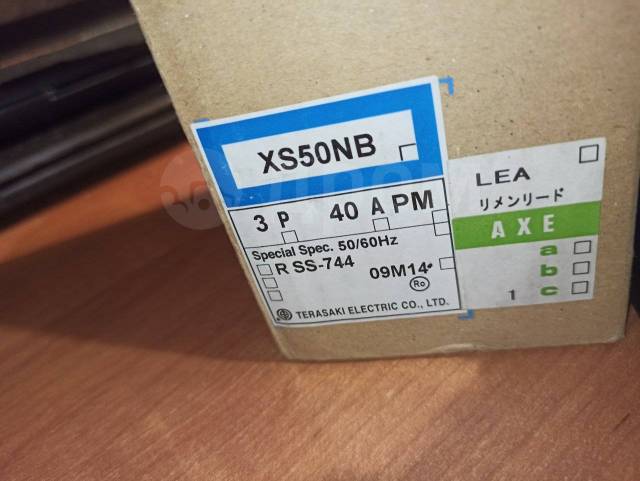 XS50NB
3 P 40 A PM
Special Spec. 50/60Hz
R SS-744
09M14
Ro
TERASAKI ELECTRIC CO., LTD.
LEA
リメンリード
AXE
a
b
1 c